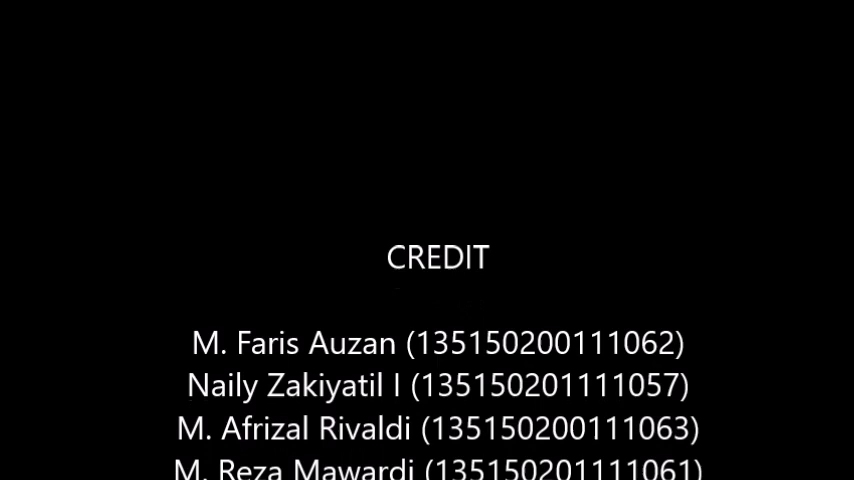 CREDIT
M. Faris Auzan (135150200111062)
Naily Zakiyatil I (135150201111057)
M. Afrizal Rivaldi (135150200111063)
M. Reza Mawardi (135150201111061)